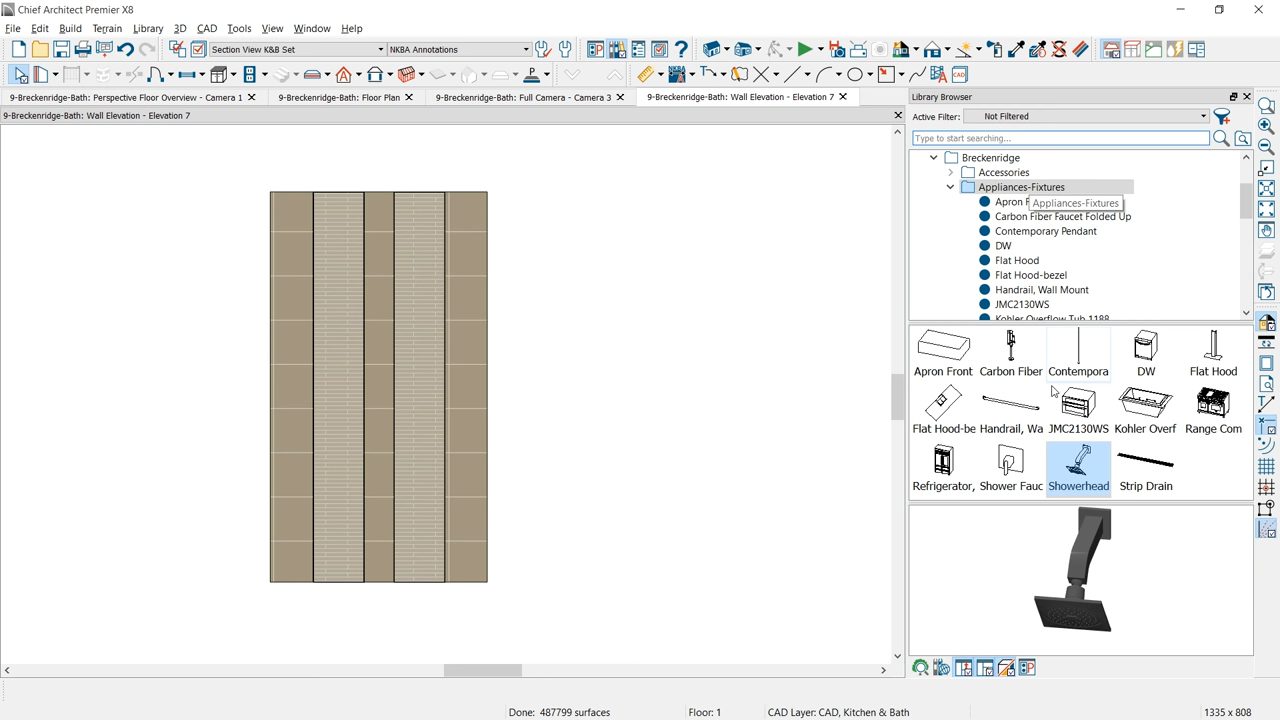 Chief Architect Premier X8
File Edit Build Terrain Library 3D CAD Tools View Window Help
Section View K&B Set NKBA Annotations
9-Breckenridge-Bath: Perspective Floor Overview - Camera 1 9-Breckenridge-Bath: Floor Plan 9-Breckenridge-Bath: Full Camera - Camera 3 9-Breckenridge-Bath: Wall Elevation - Elevation 7
9-Breckenridge-Bath: Wall Elevation - Elevation 7
Library Browser
Active Filter: Not Filtered
Type to start searching...
Breckenridge
Accessories
Appliances-Fixtures
Apron F
Appliances-Fixtures
Carbon Fiber Faucet Folded Up
Contemporary Pendant
DW
Flat Hood
Flat Hood-bezel
Handrail, Wall Mount
JMC2130WS
Kohler Overflow Tub 1188
Apron Front Carbon Fiber Contempora DW Flat Hood
Flat Hood-be Handrail, Wa JMC2130WS Kohler Overf Range Com
Refrigerator, Shower Fauc Showerhead Strip Drain
Done: 487799 surfaces Floor: 1 CAD Layer: CAD, Kitchen & Bath 1335 x 808